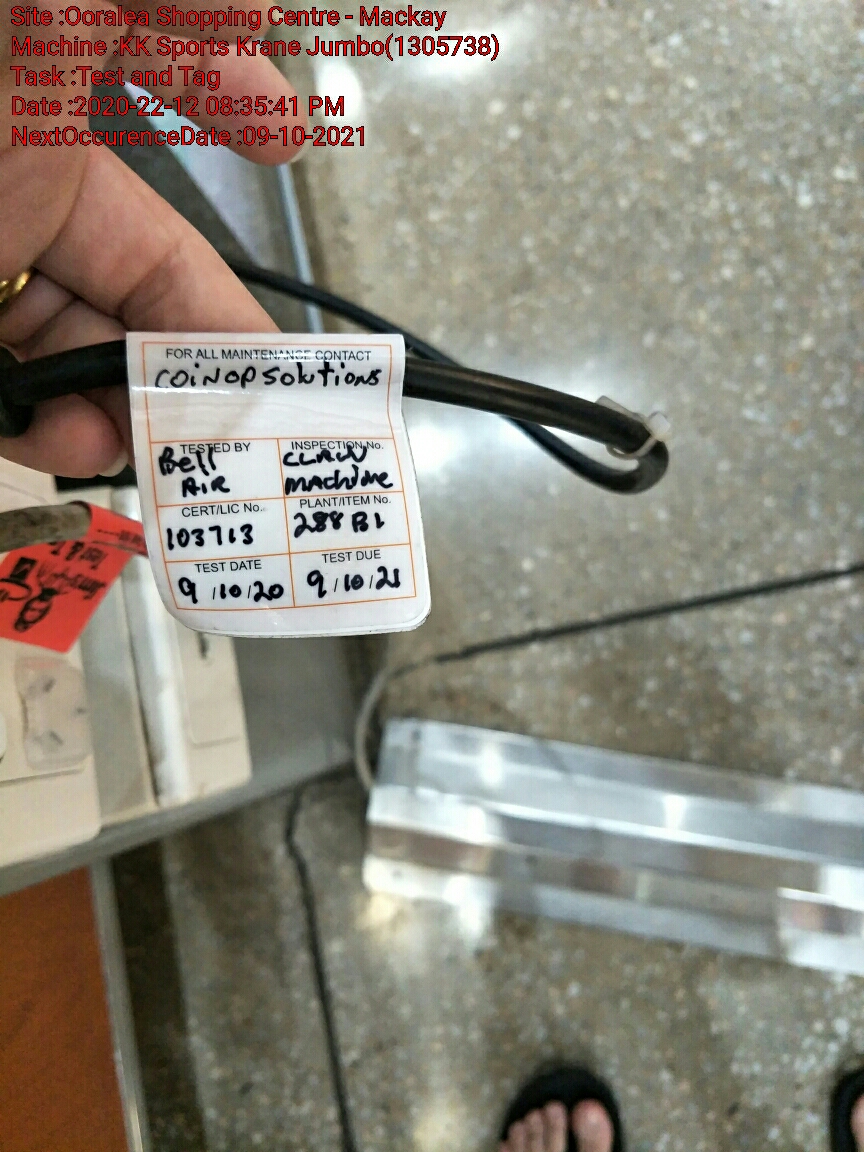 Site :Ooralea Shopping Centre - Mackay
Machine :KK Sports Krane Jumbo(1305738)
Task :Test and Tag
Date :2020-22-12 08:35:41 PM
NextOccurenceDate :09-10-2021
FOR ALL MAINTENANCE CONTACT
COiNOP Solutions
TESTED BY
Bell
AiR
INSPECTION No.
CLAW
MACHiNe
CERT/LIC No.
103713
PLANT/ITEM No.
288 B1
TEST DATE
9/10/20
TEST DUE
9/10/21